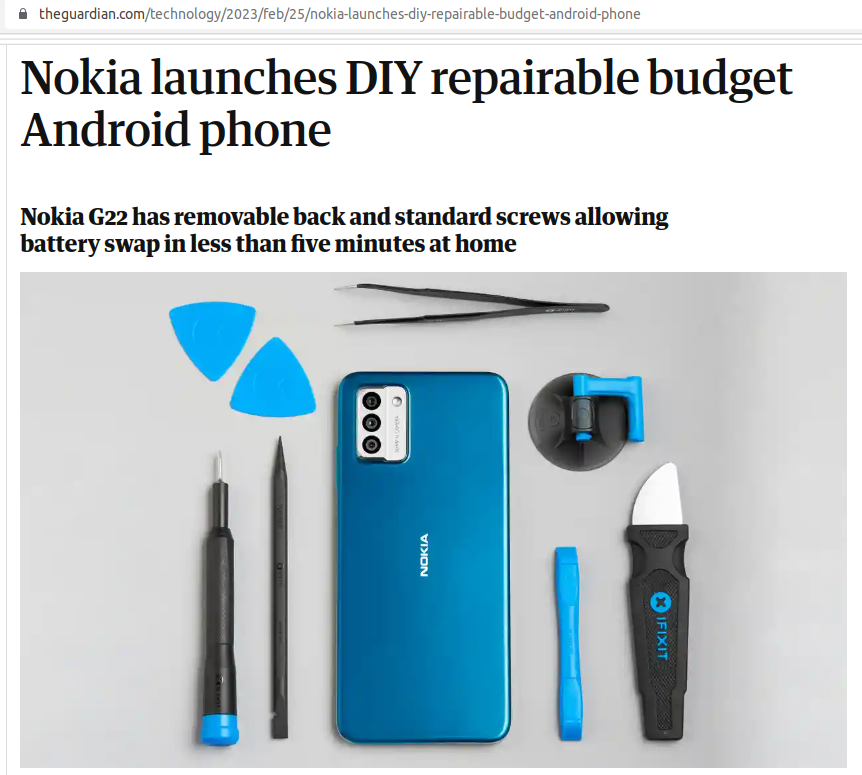 theguardian.com/technology/2023/feb/25/nokia-launches-diy-repairable-budget-android-phone
Nokia launches DIY repairable budget
Android phone
Nokia G22 has removable back and standard screws allowing
battery swap in less than five minutes at home
NOKIA
IFIXIT